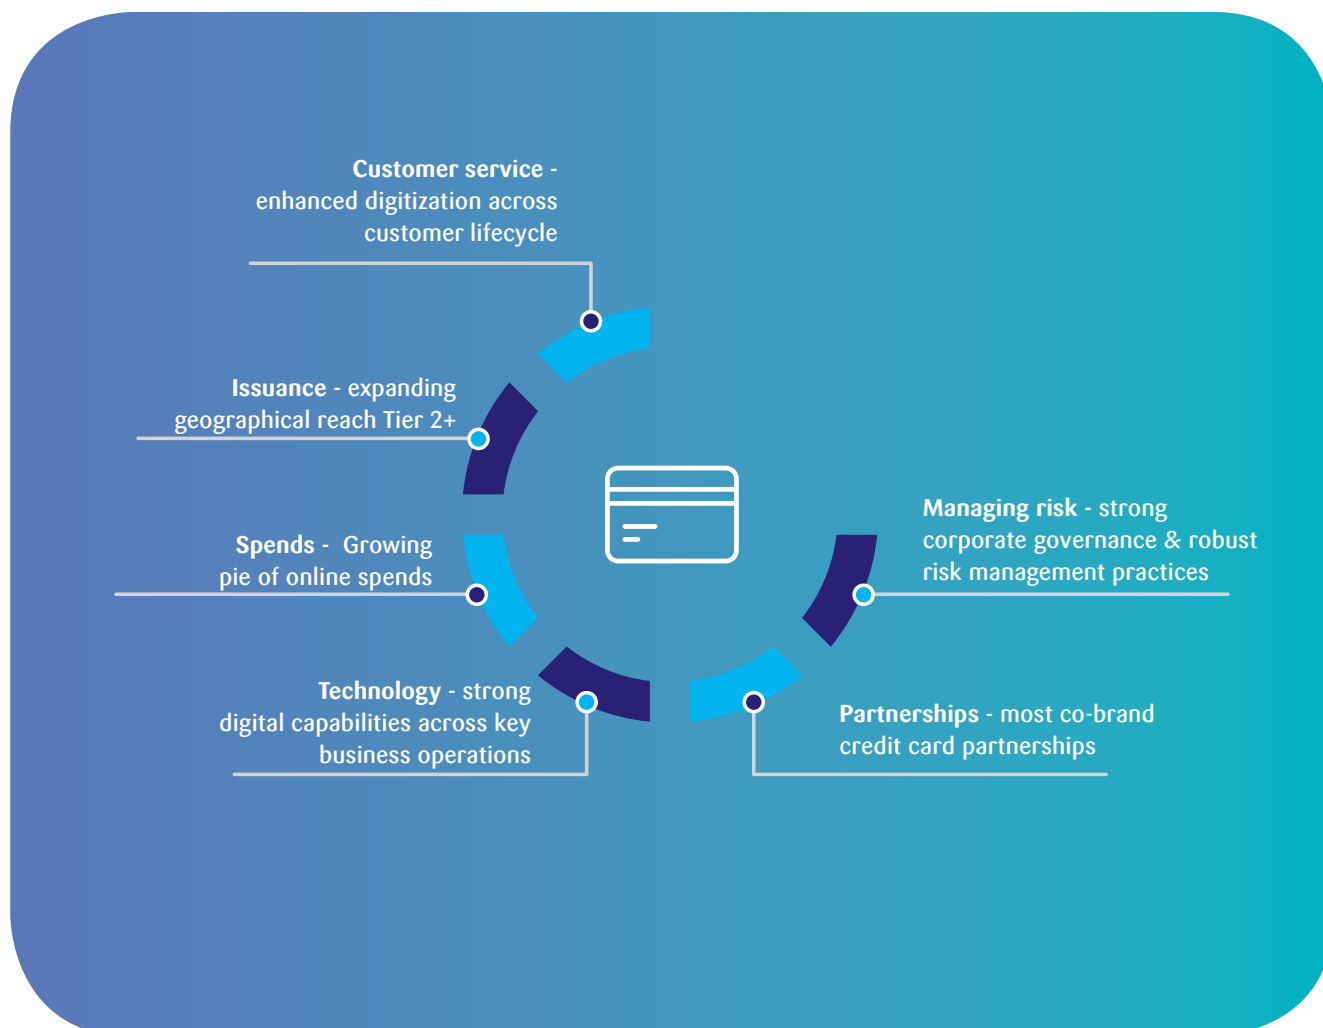 Customer service -
enhanced digitization across
customer lifecycle
Issuance - expanding
geographical reach Tier 2+
Spends -  Growing
pie of online spends
Technology - strong
digital capabilities across key
business operations
Managing risk - strong
corporate governance & robust
risk management practices
Partnerships - most co-brand
credit card partnerships